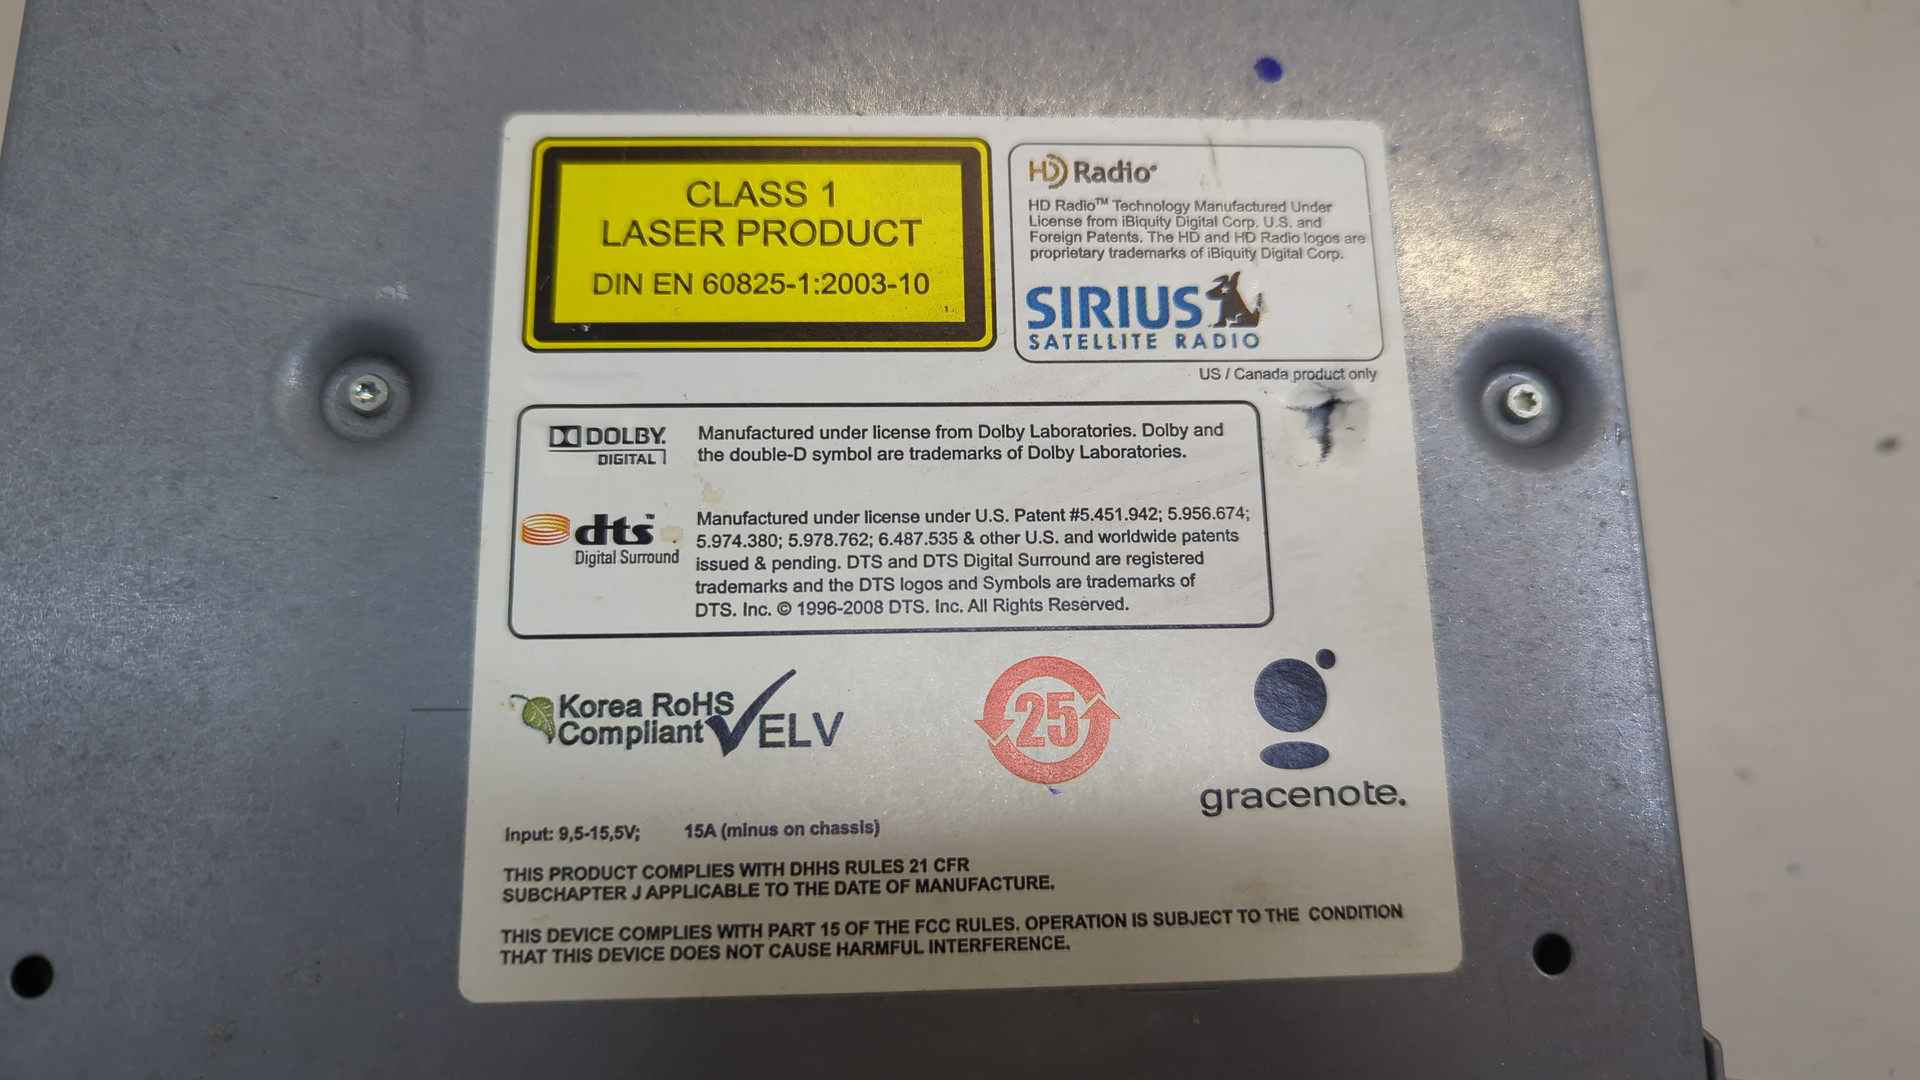 CLASS 1
LASER PRODUCT
DIN EN 60825-1:2003-10
HD Radio
HD Radio™ Technology Manufactured Under
License from iBiquity Digital Corp. U.S. and
Foreign Patents. The HD and HD Radio logos are
proprietary trademarks of iBiquity Digital Corp.
SIRIUS
SATELLITE RADIO
US / Canada product only
DOLBY.
DIGITAL
Manufactured under license from Dolby Laboratories. Dolby and
the double-D symbol are trademarks of Dolby Laboratories.
dts™
Digital Surround
Manufactured under license under U.S. Patent #5.451.942; 5.956.674;
5.974.380; 5.978.762; 6.487.535 & other U.S. and worldwide patents
issued & pending. DTS and DTS Digital Surround are registered
trademarks and the DTS logos and Symbols are trademarks of
DTS. Inc. © 1996-2008 DTS. Inc. All Rights Reserved.
Korea RoHS
Compliant
ELV
25
gracenote.
Input: 9,5-15,5V; 15A (minus on chassis)
THIS PRODUCT COMPLIES WITH DHHS RULES 21 CFR
SUBCHAPTER J APPLICABLE TO THE DATE OF MANUFACTURE.
THIS DEVICE COMPLIES WITH PART 15 OF THE FCC RULES. OPERATION IS SUBJECT TO THE CONDITION
THAT THIS DEVICE DOES NOT CAUSE HARMFUL INTERFERENCE.